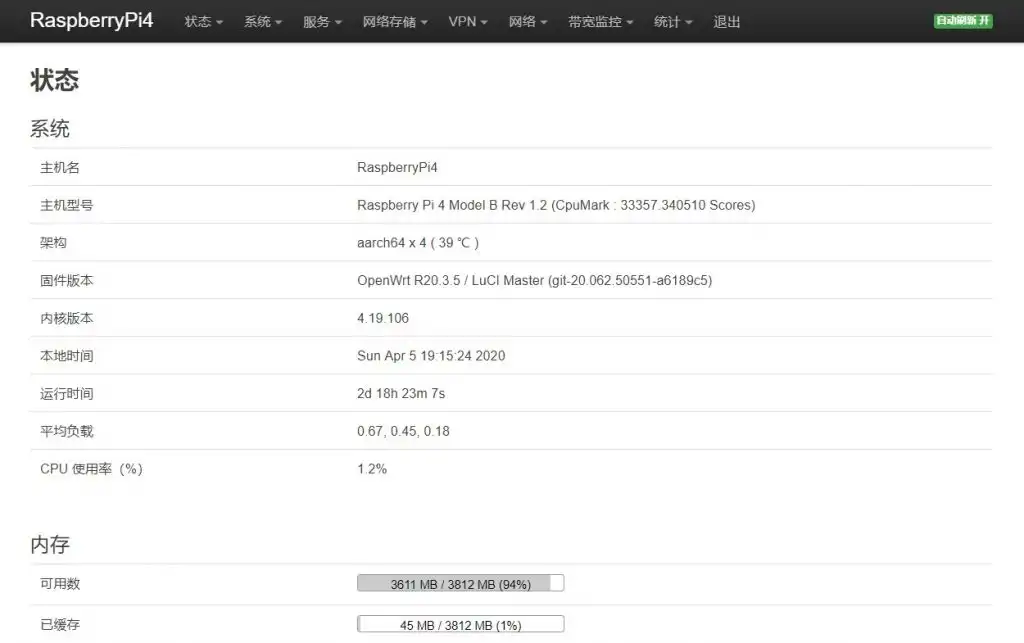 RaspberryPi4 状态 系统 服务 网络存储 VPN 网络 带宽监控 统计 退出 自动刷新 开
状态
系统
主机名 RaspberryPi4
主机型号 Raspberry Pi 4 Model B Rev 1.2 (CpuMark : 33357.340510 Scores)
架构 aarch64 x 4 ( 39 ℃ )
固件版本 OpenWrt R20.3.5 / LuCI Master (git-20.062.50551-a6189c5)
内核版本 4.19.106
本地时间 Sun Apr 5 19:15:24 2020
运行时间 2d 18h 23m 7s
平均负载 0.67, 0.45, 0.18
CPU 使用率（%） 1.2%
内存
可用数 3611 MB / 3812 MB (94%)
已缓存 45 MB / 3812 MB (1%)